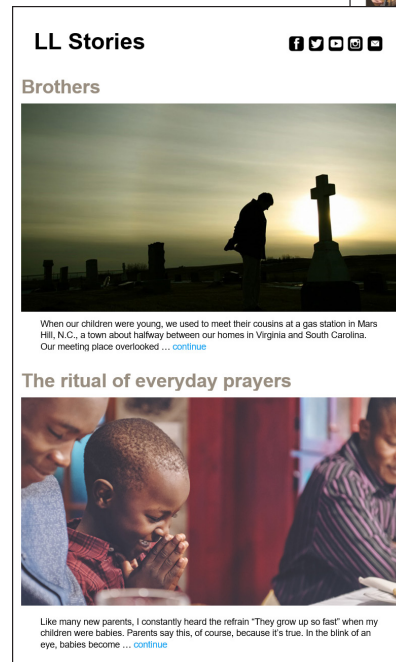 LL Stories
Brothers
When our children were young, we used to meet their cousins at a gas station in Mars
Hill, N.C., a town about halfway between our homes in Virginia and South Carolina.
Our meeting place overlooked … continue
The ritual of everyday prayers
Like many new parents, I constantly heard the refrain “They grow up so fast” when my
children were babies. Parents say this, of course, because it’s true. In the blink of an
eye, babies become … continue